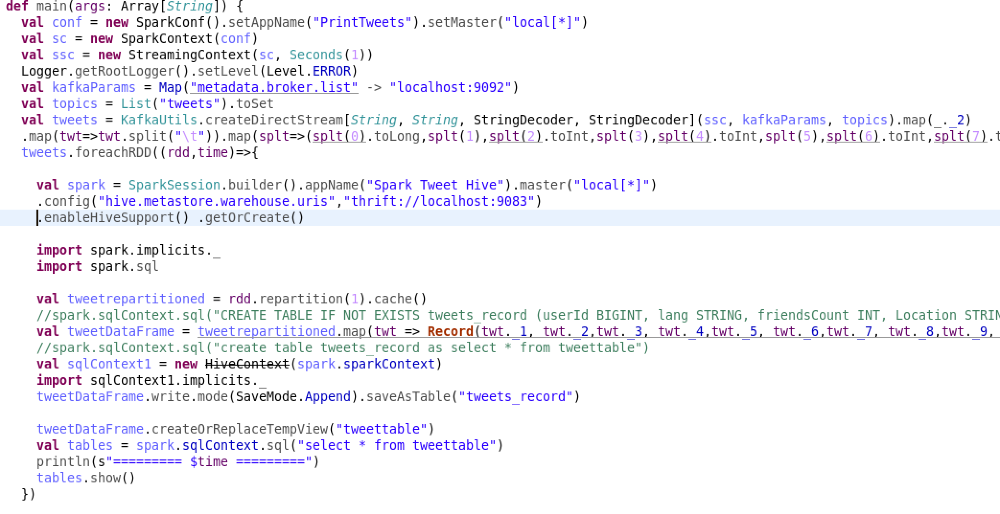 def main(args: Array[String]) {
  val conf = new SparkConf().setAppName("PrintTweets").setMaster("local[*]")
  val sc = new SparkContext(conf)
  val ssc = new StreamingContext(sc, Seconds(1))
  Logger.getRootLogger().setLevel(Level.ERROR)
  val kafkaParams = Map("metadata.broker.list" -> "localhost:9092")
  val topics = List("tweets").toSet
  val tweets = KafkaUtils.createDirectStream[String, String, StringDecoder, StringDecoder](ssc, kafkaParams, topics).map(_._2)
  .map(twt=>twt.split("\t")).map(splt=>(splt(0).toLong,splt(1),splt(2).toInt,splt(3),splt(4).toInt,splt(5),splt(6).toInt,splt(7).t
  tweets.foreachRDD((rdd,time)=>{

    val spark = SparkSession.builder().appName("Spark Tweet Hive").master("local[*]")
    .config("hive.metastore.warehouse.uris","thrift://localhost:9083")
    .enableHiveSupport() .getOrCreate()

    import spark.implicits._
    import spark.sql

    val tweetrepartitioned = rdd.repartition(1).cache()
    //spark.sqlContext.sql("CREATE TABLE IF NOT EXISTS tweets_record (userId BIGINT, lang STRING, friendsCount INT, Location STRIN
    val tweetDataFrame = tweetrepartitioned.map(twt => Record(twt._1, twt._2,twt._3, twt._4,twt._5, twt._6,twt._7, twt._8,twt._9,
    //spark.sqlContext.sql("create table tweets_record as select * from tweettable")
    val sqlContext1 = new HiveContext(spark.sparkContext)
    import sqlContext1.implicits._
    tweetDataFrame.write.mode(SaveMode.Append).saveAsTable("tweets_record")

    tweetDataFrame.createOrReplaceTempView("tweettable")
    val tables = spark.sqlContext.sql("select * from tweettable")
    println(s"========= $time =========")
    tables.show()
  })